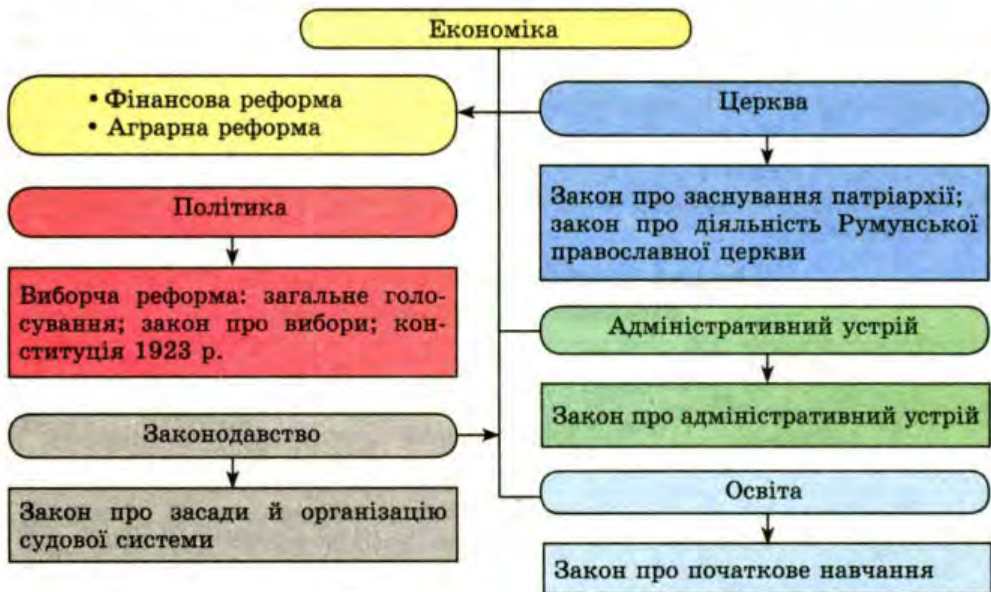 Економіка
• Фінансова реформа
• Аграрна реформа
Політика
Виборча реформа: загальне голо-
сування; закон про вибори; кон-
ституція 1923 р.
Законодавство
Закон про засади й організацію
судової системи
Церква
Закон про заснування патріархії;
закон про діяльність Румунської
православної церкви
Адміністративний устрій
Закон про адміністративний устрій
Освіта
Закон про початкове навчання